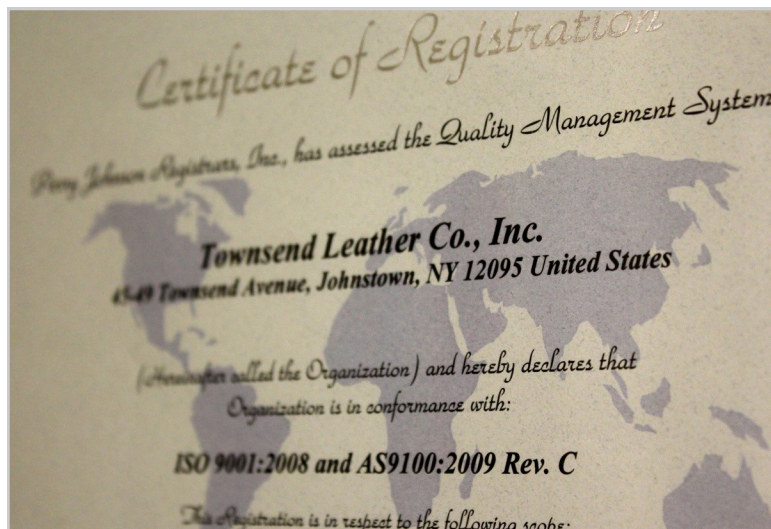 Certificate of Registration
Perry Johnson Registrars, Inc., has assessed the Quality Management System
Townsend Leather Co., Inc.
45-49 Townsend Avenue, Johnstown, NY 12095 United States
(Hereinafter called the Organization) and hereby declares that
Organization is in conformance with:
ISO 9001:2008 and AS9100:2009 Rev. C
This Registration is in respect to the following scope: